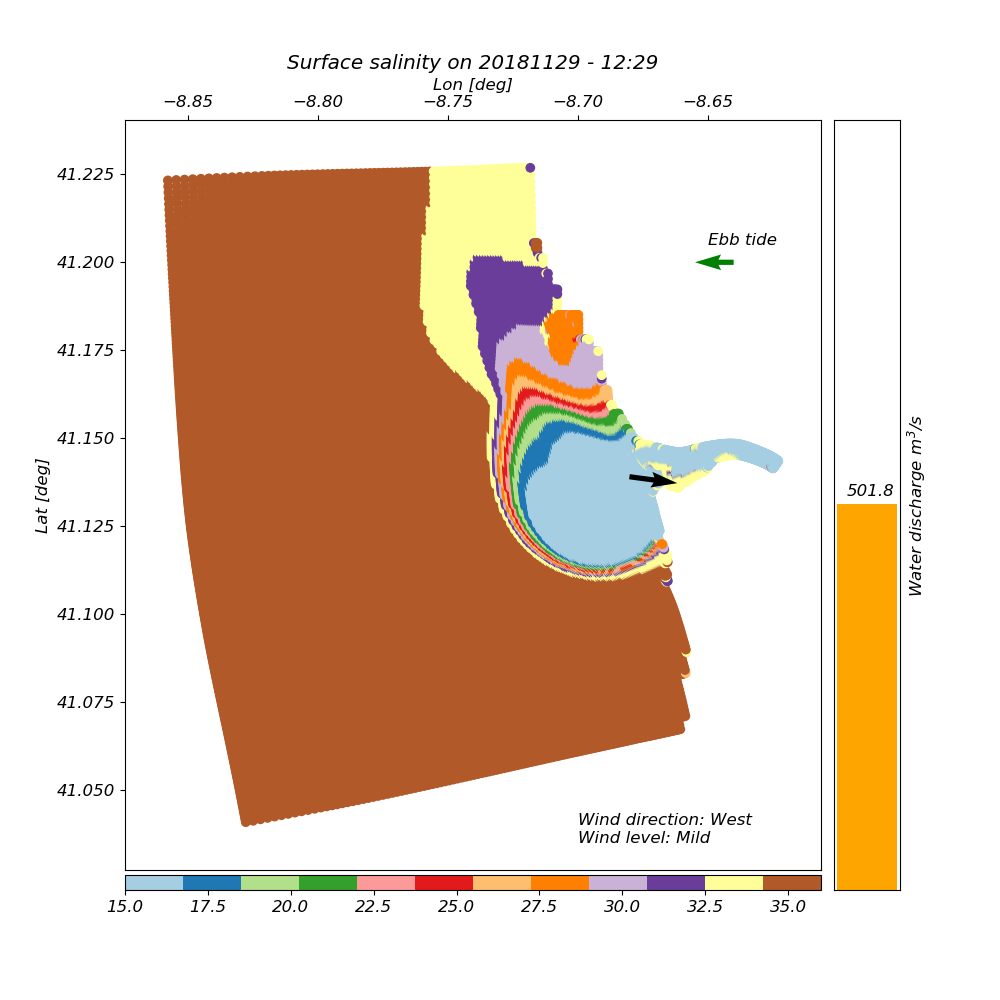 Surface salinity on 20181129 - 12:29
Lon [deg]
−8.85 −8.80 −8.75 −8.70 −8.65
41.225
41.200
41.175
41.150
41.125
41.100
41.075
41.050
Lat [deg]
Ebb tide
Wind direction: West
Wind level: Mild
501.8
Water discharge m³/s
15.0 17.5 20.0 22.5 25.0 27.5 30.0 32.5 35.0